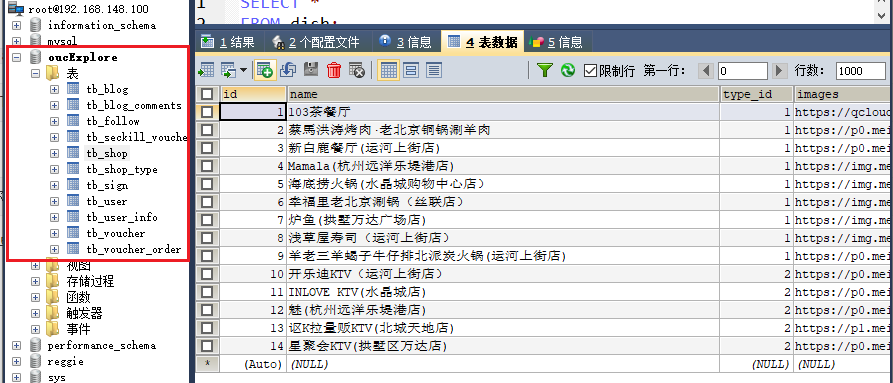 root@192.168.148.100
information_schema
mysql
oucExplore
表
tb_blog
tb_blog_comments
tb_follow
tb_seckill_vouche
tb_shop
tb_shop_type
tb_sign
tb_user
tb_user_info
tb_voucher
tb_voucher_order
视图
存储过程
函数
触发器
事件
performance_schema
reggie
sys
1 SELECT *
2 FROM dish;
1 结果 2 个配置文件 3 信息 4 表数据 5 信息
限制行 第一行: 0 行数: 1000
id name type_id images
1 103茶餐厅 1 https://qcloud
2 蔡馬洪涛烤肉·老北京铜锅涮羊肉 1 https://p0.mei
3 新白鹿餐厅(运河上街店) 1 https://p0.mei
4 Mamala(杭州远洋乐堤港店) 1 https://img.me
5 海底捞火锅(水晶城购物中心店） 1 https://img.me
6 幸福里老北京涮锅（丝联店） 1 https://img.me
7 炉鱼(拱墅万达广场店) 1 https://img.me
8 浅草屋寿司（运河上街店） 1 https://img.me
9 羊老三羊蝎子牛仔排北派炭火锅(运河上街店) 1 https://p0.mei
10 开乐迪KTV（运河上街店） 2 https://p0.mei
11 INLOVE KTV(水晶城店) 2 https://p0.mei
12 魅(杭州远洋乐堤港店) 2 https://p0.mei
13 讴K拉量贩KTV(北城天地店) 2 https://p1.mei
14 星聚会KTV(拱墅区万达店) 2 https://p0.mei
* (Auto) (NULL) (NULL) (NULL)